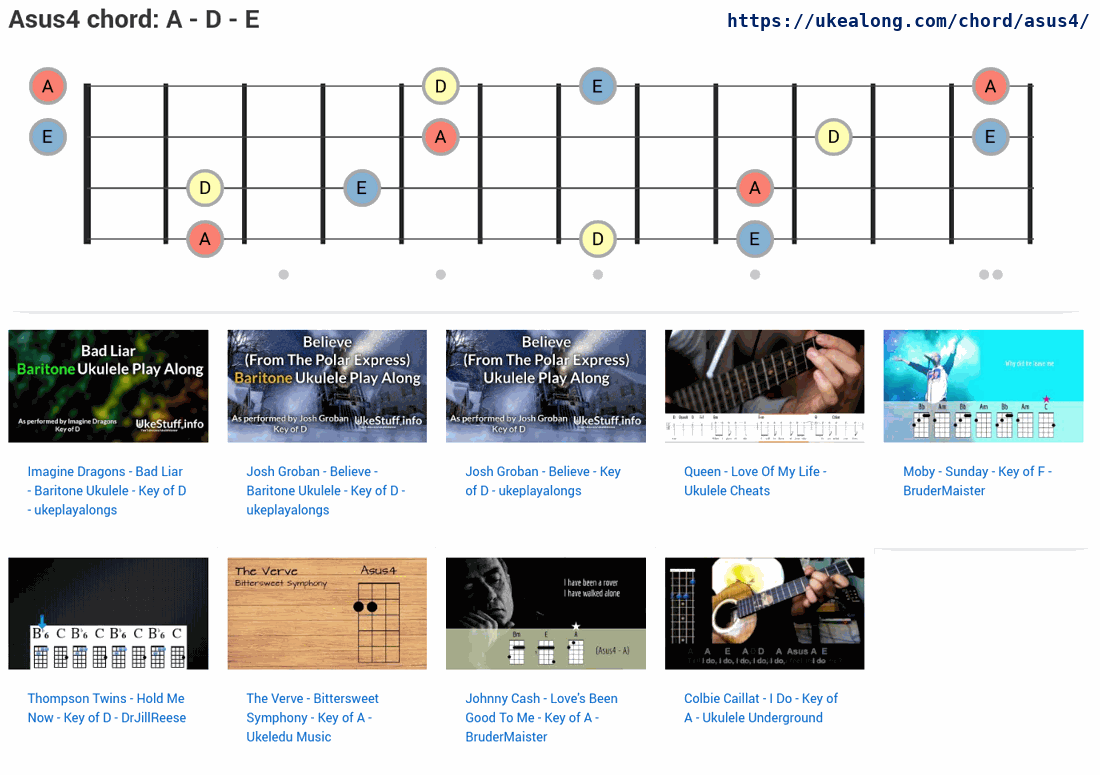 Asus4 chord: A - D - E
https://ukealong.com/chord/asus4/
A D E A
E A D E
D E A
A D E
Bad Liar
Baritone Ukulele Play Along
As performed by Imagine Dragons
Key of D
UkeStuff.info
Believe
(From The Polar Express)
Baritone Ukulele Play Along
As performed by Josh Groban
Key of D
UkeStuff.info
Believe
(From The Polar Express)
Ukulele Play Along
As performed by Josh Groban
Key of D
UkeStuff.info
Why did he leave me
Bb Am Bb Am Bb Am C
Imagine Dragons - Bad Liar
- Baritone Ukulele - Key of D
- ukeplayalongs
Josh Groban - Believe -
Baritone Ukulele - Key of D -
ukeplayalongs
Josh Groban - Believe - Key
of D - ukeplayalongs
Queen - Love Of My Life -
Ukulele Cheats
Moby - Sunday - Key of F -
BruderMaister
B♭6 C B♭6 C B♭6 C B♭6 C
The Verve
Bittersweet Symphony
Asus4
I have been a rover
I have walked alone
Bm E A
(Asus4 - A)
A A E A D A Asus A E
I do, I do, I do, I do, I do, I do
Thompson Twins - Hold Me
Now - Key of D - DrJillReese
The Verve - Bittersweet
Symphony - Key of A -
Ukeledu Music
Johnny Cash - Love's Been
Good To Me - Key of A -
BruderMaister
Colbie Caillat - I Do - Key of
A - Ukulele Underground